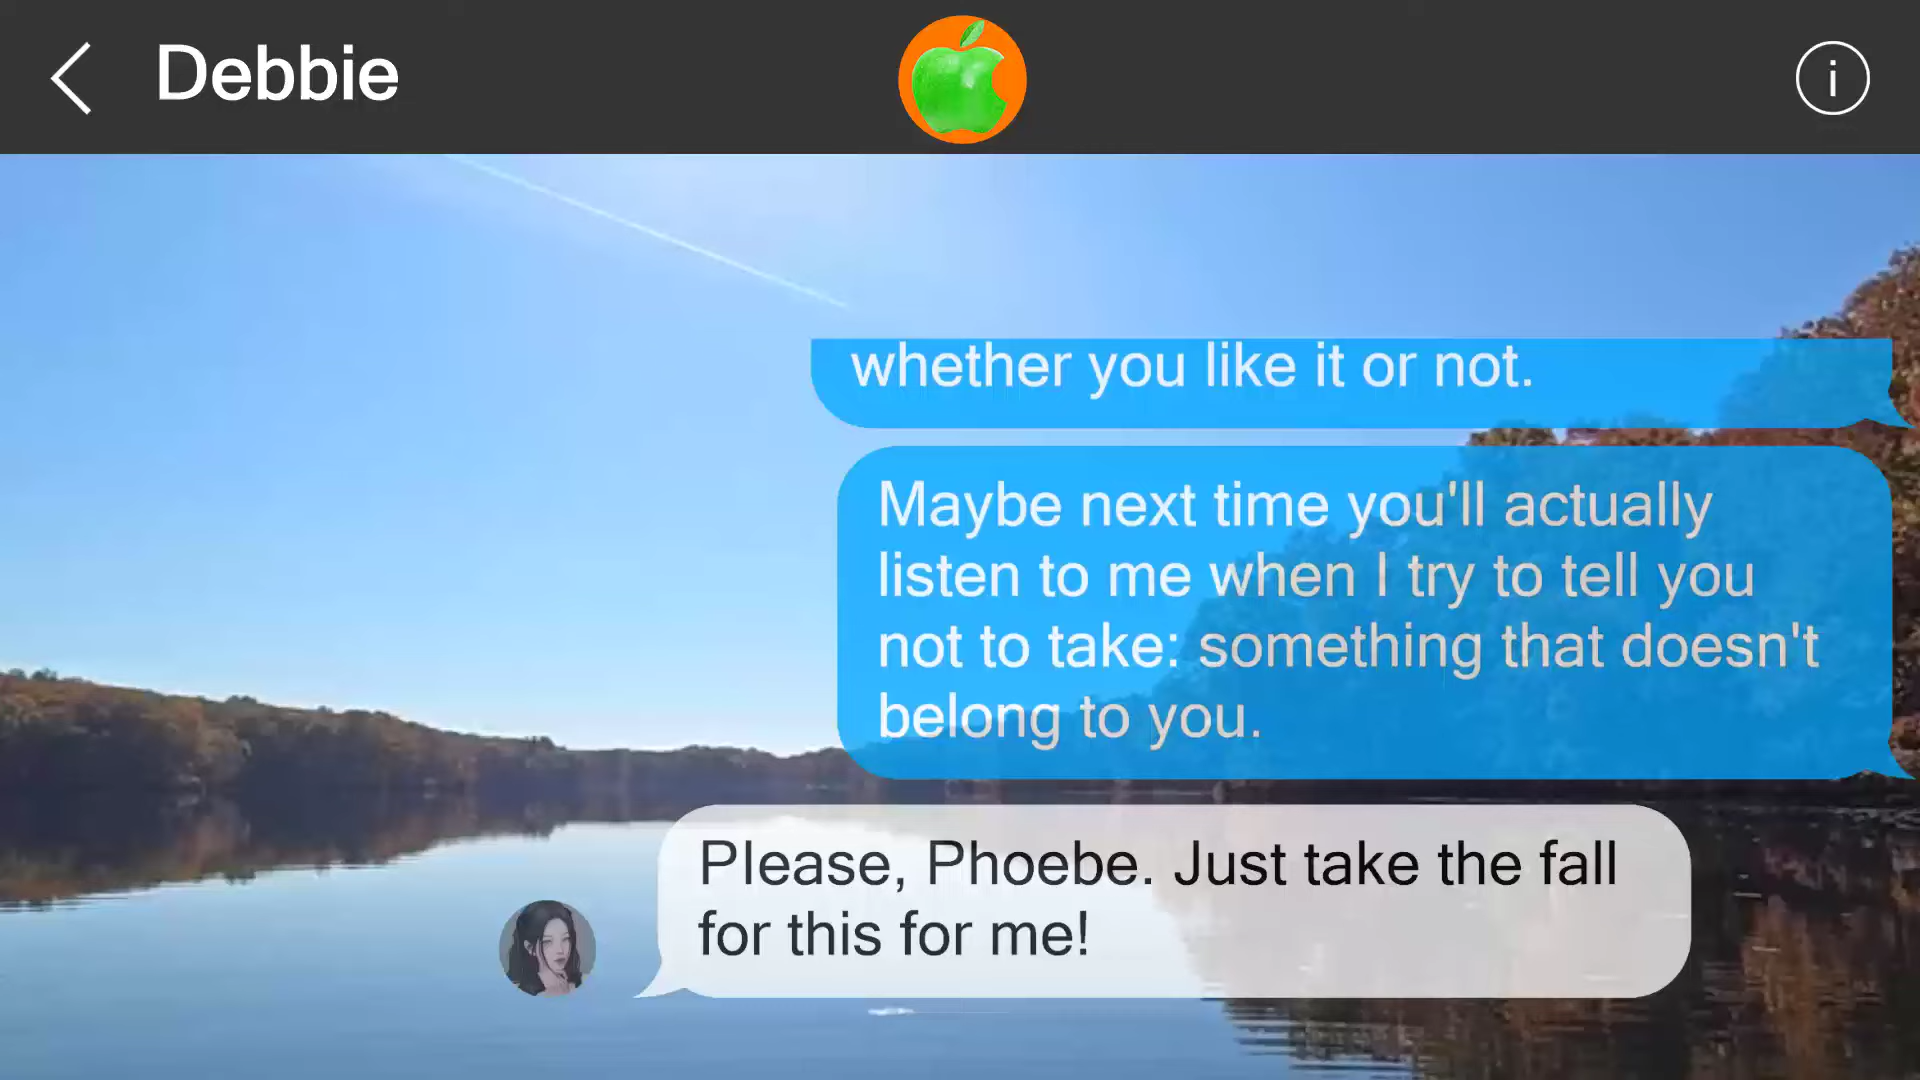 Debbie
i
whether you like it or not.
Maybe next time you'll actually
listen to me when I try to tell you
not to take: something that doesn't
belong to you.
Please, Phoebe. Just take the fall
for this for me!